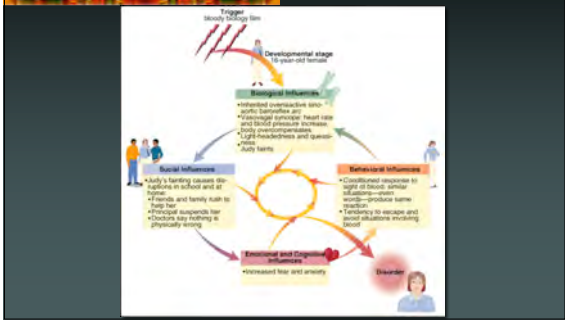 Trigger
bloody biology film
Developmental stage
16-year-old female
Biological Influences
•Inherited overreactive sino-
aortic baroreflex arc
•Vasovagal syncope: heart rate
and blood pressure increase,
body overcompensates
•Light-headedness and queasi-
ness
•
Judy faints
Social Influences
•Judy's fainting causes dis-
ruptions in school and at
home:
•Friends and family rush to
help her
•Principal suspends her
•Doctors say nothing is
physically wrong
Behavioral Influences
•Conditioned response to
sight of blood: similar
situations—even
words—produce same
reaction
•Tendency to escape and
avoid situations involving
blood
Emotional and Cognitive
Influences
•Increased fear and anxiety
Disorder